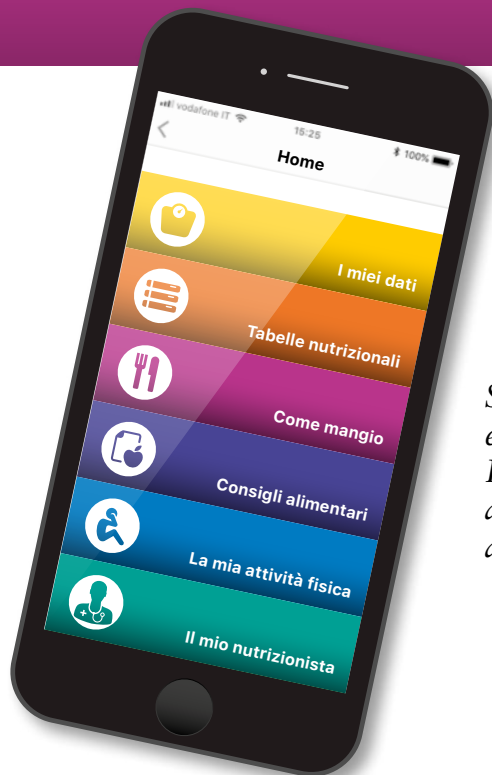 vodafone IT
15:25
100%
Home
I miei dati
Tabelle nutrizionali
Come mangio
Consigli alimentari
La mia attività fisica
Il mio nutrizionista